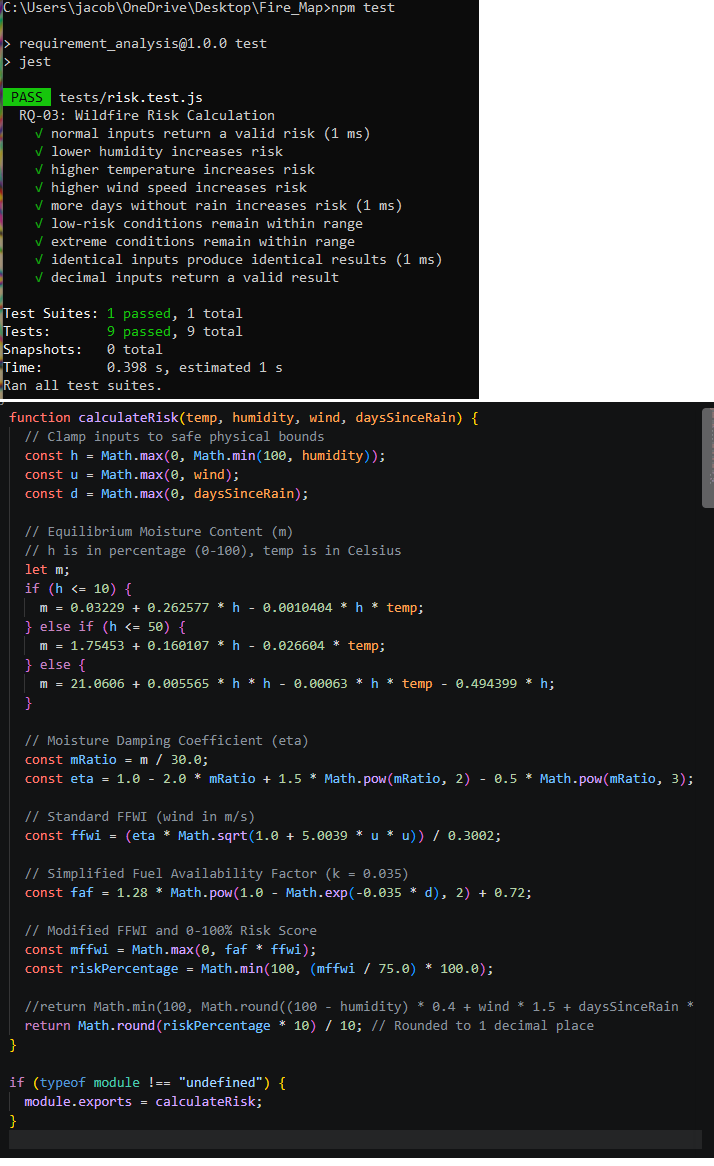 C:\Users\jacob\OneDrive\Desktop\Fire_Map>npm test
> requirement_analysis@1.0.0 test
> jest
PASS tests/risk.test.js
RQ-03: Wildfire Risk Calculation
√ normal inputs return a valid risk (1 ms)
√ lower humidity increases risk
√ higher temperature increases risk
√ higher wind speed increases risk
√ more days without rain increases risk (1 ms)
√ low-risk conditions remain within range
√ extreme conditions remain within range
√ identical inputs produce identical results (1 ms)
√ decimal inputs return a valid result
Test Suites: 1 passed, 1 total
Tests:       9 passed, 9 total
Snapshots:   0 total
Time:        0.398 s, estimated 1 s
Ran all test suites.
function calculateRisk(temp, humidity, wind, daysSinceRain) {
  // Clamp inputs to safe physical bounds
  const h = Math.max(0, Math.min(100, humidity));
  const u = Math.max(0, wind);
  const d = Math.max(0, daysSinceRain);
  // Equilibrium Moisture Content (m)
  // h is in percentage (0-100), temp is in Celsius
  let m;
  if (h <= 10) {
    m = 0.03229 + 0.262577 * h - 0.0010404 * h * temp;
  } else if (h <= 50) {
    m = 1.75453 + 0.160107 * h - 0.026604 * temp;
  } else {
    m = 21.0606 + 0.005565 * h * h - 0.00063 * h * temp - 0.494399 * h;
  }
  // Moisture Damping Coefficient (eta)
  const mRatio = m / 30.0;
  const eta = 1.0 - 2.0 * mRatio + 1.5 * Math.pow(mRatio, 2) - 0.5 * Math.pow(mRatio, 3);
  // Standard FFWI (wind in m/s)
  const ffwi = (eta * Math.sqrt(1.0 + 5.0039 * u * u)) / 0.3002;
  // Simplified Fuel Availability Factor (k = 0.035)
  const faf = 1.28 * Math.pow(1.0 - Math.exp(-0.035 * d), 2) + 0.72;
  // Modified FFWI and 0-100% Risk Score
  const mffwi = Math.max(0, faf * ffwi);
  const riskPercentage = Math.min(100, (mffwi / 75.0) * 100.0);
  //return Math.min(100, Math.round((100 - humidity) * 0.4 + wind * 1.5 + daysSinceRain *
  return Math.round(riskPercentage * 10) / 10; // Rounded to 1 decimal place
}
if (typeof module !== "undefined") {
  module.exports = calculateRisk;
}